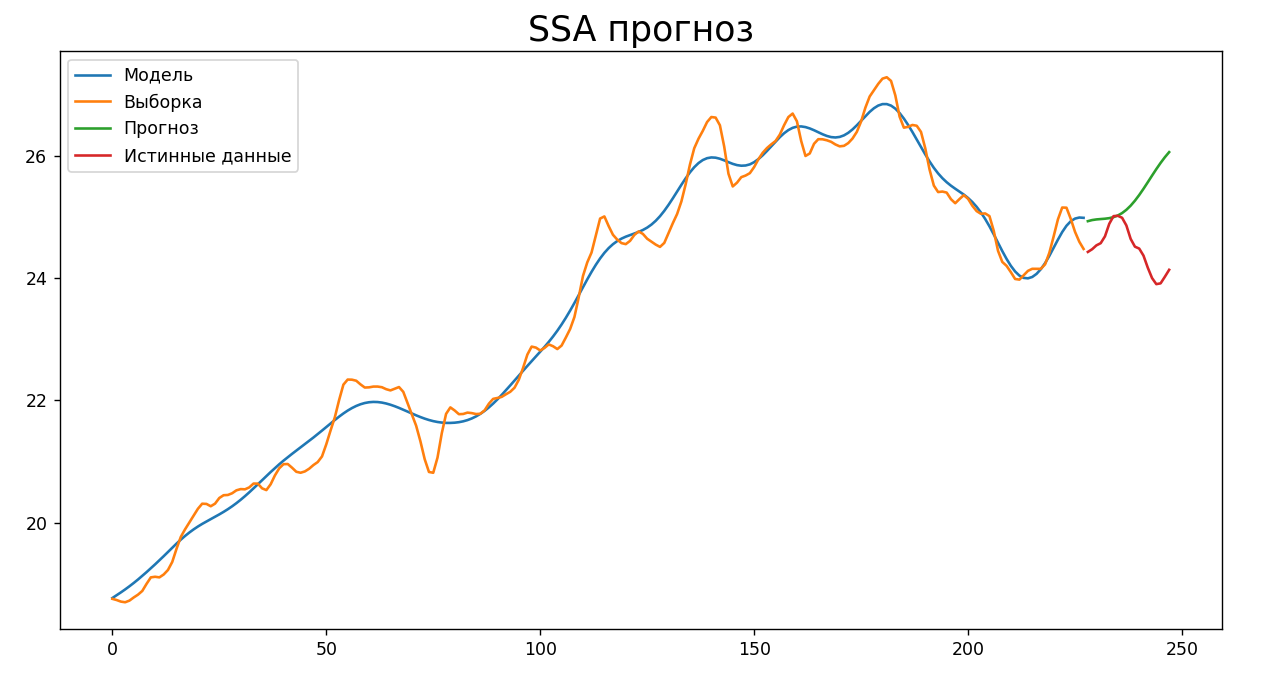 SSA прогноз
Модель
Выборка
Прогноз
Истинные данные
26
24
22
20
0 50 100 150 200 250